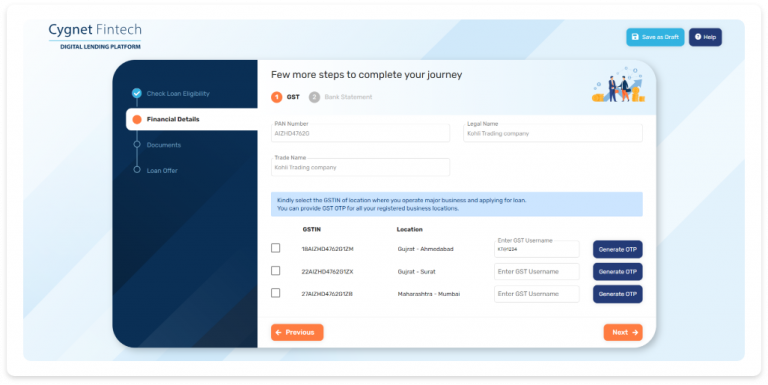 Cygnet Fintech
DIGITAL LENDING PLATFORM
Save as Draft
Help
Check Loan Eligibility
Financial Details
Documents
Loan Offer
Few more steps to complete your journey
1 GST 2 Bank Statement
PAN Number
AIZHD4762G
Legal Name
Kohli Trading company
Trade Name
Kohli Trading company
Kindly select the GSTIN of location where you operate major business and applying for loan.
You can provide GST OTP for all your registered business locations.
GSTIN Location
Enter GST Username
18AIZHD4762G1ZM Gujrat - Ahmedabad Generate OTP
22AIZHD4762G1ZX Gujrat - Surat Enter GST Username Generate OTP
27AIZHD4762G1ZB Maharashtra - Mumbai Enter GST Username Generate OTP
Previous
Next